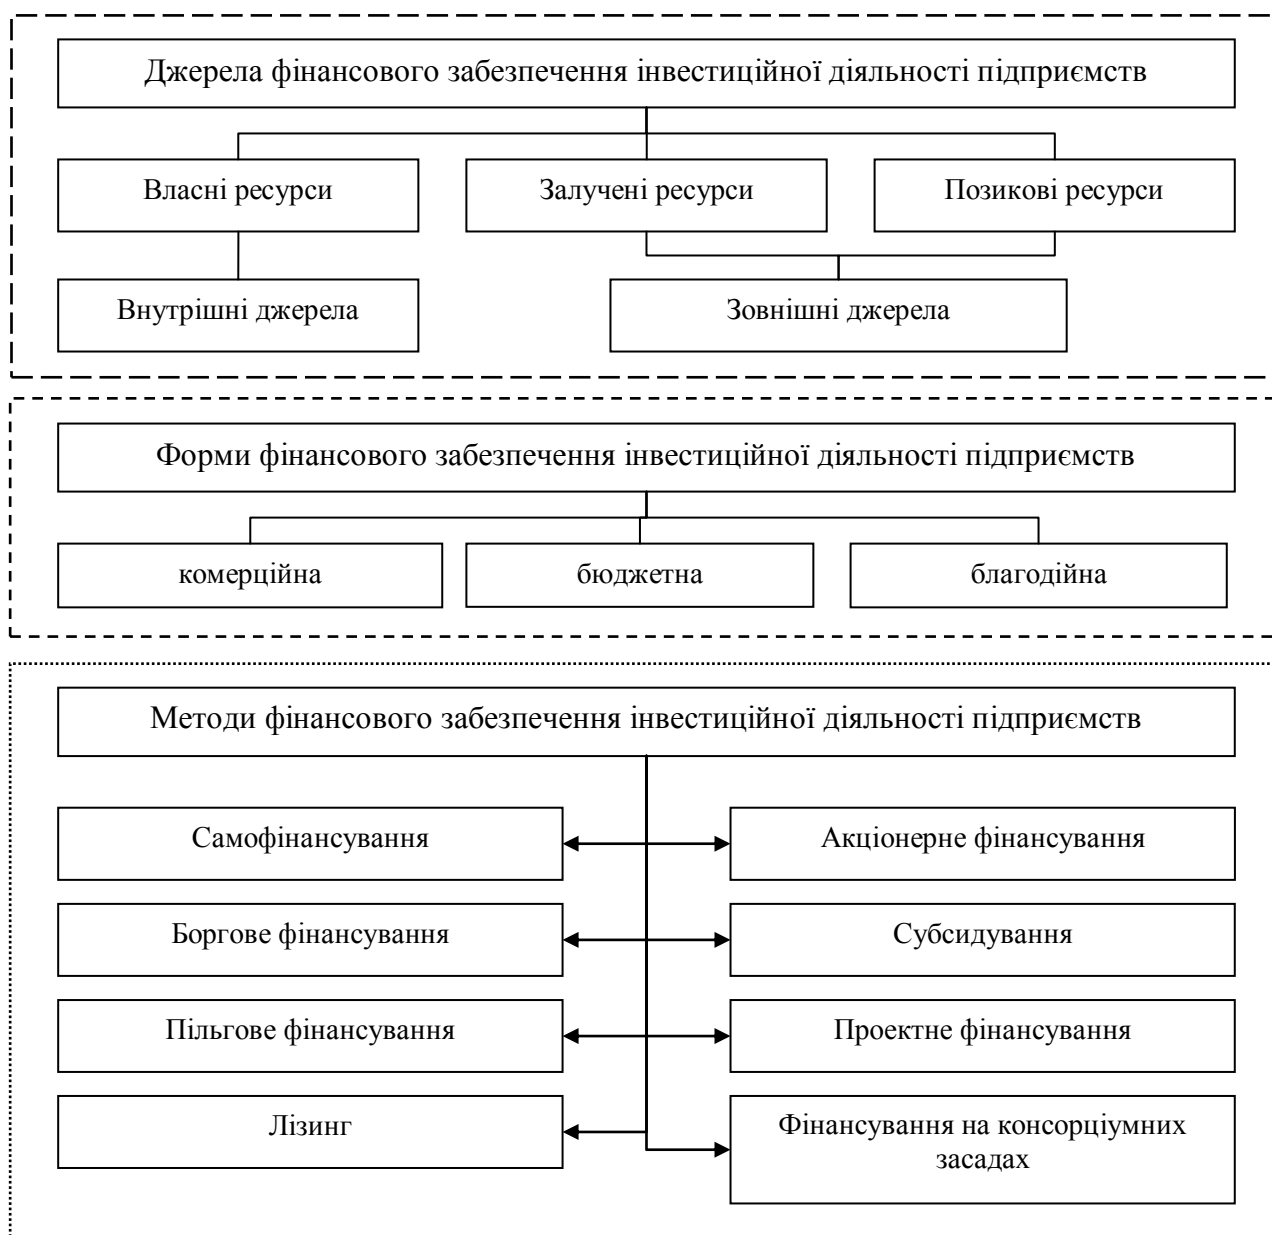 Джерела фінансового забезпечення інвестиційної діяльності підприємств
Власні ресурси
Залучені ресурси
Позикові ресурси
Внутрішні джерела
Зовнішні джерела
Форми фінансового забезпечення інвестиційної діяльності підприємств
комерційна
бюджетна
благодійна
Методи фінансового забезпечення інвестиційної діяльності підприємств
Самофінансування
Акціонерне фінансування
Боргове фінансування
Субсидування
Пільгове фінансування
Проектне фінансування
Лізинг
Фінансування на консорціумних
засадах